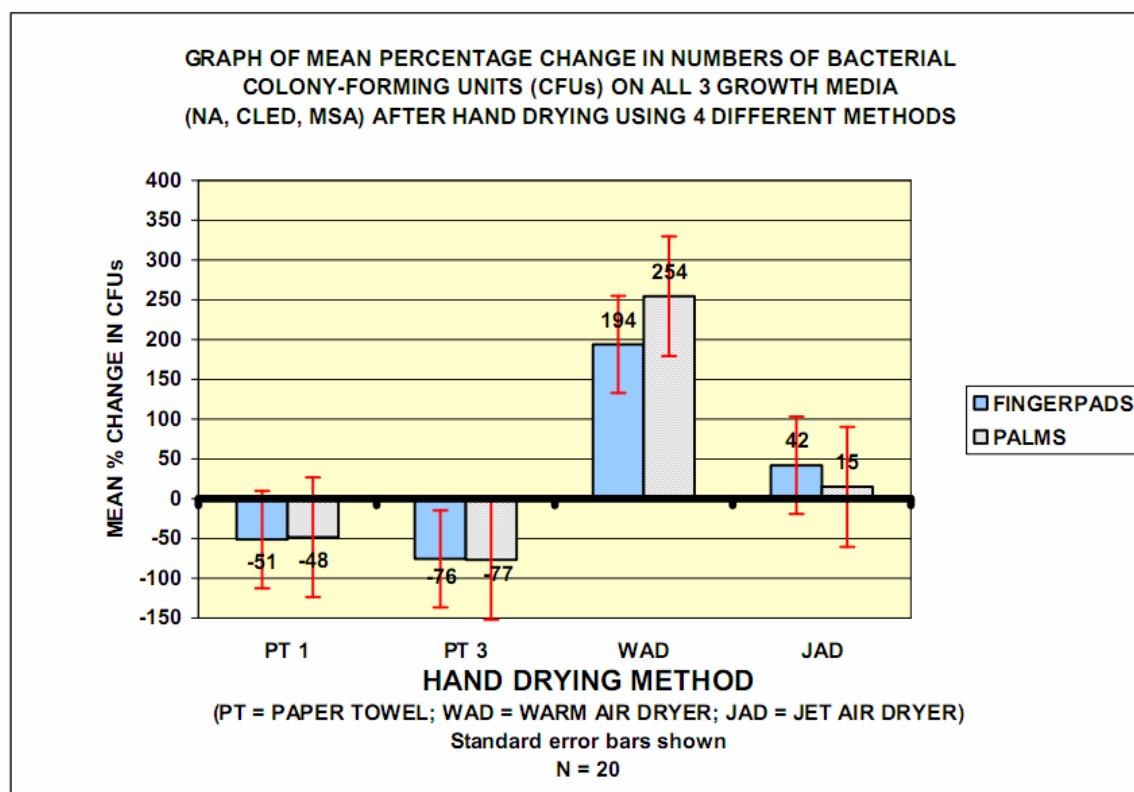 GRAPH OF MEAN PERCENTAGE CHANGE IN NUMBERS OF BACTERIAL
COLONY-FORMING UNITS (CFUs) ON ALL 3 GROWTH MEDIA
(NA, CLED, MSA) AFTER HAND DRYING USING 4 DIFFERENT METHODS
MEAN % CHANGE IN CFUs
400
350
300
250
200
150
100
50
0
-50
-100
-150
-51
-48
-76
-77
194
254
42
15
FINGERPADS
PALMS
PT 1
PT 3
WAD
JAD
HAND DRYING METHOD
(PT = PAPER TOWEL; WAD = WARM AIR DRYER; JAD = JET AIR DRYER)
Standard error bars shown
N = 20